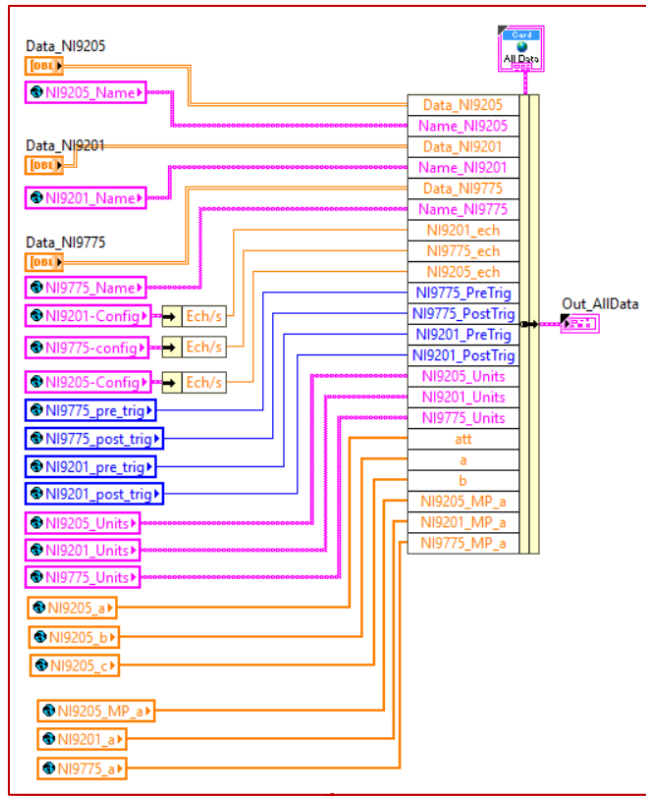 Data_NI9205
DBL
NI9205_Name
Data_NI9201
DBL
NI9201_Name
Data_NI9775
DBL
NI9775_Name
NI9201-Config
Ech/s
NI9775-config
Ech/s
NI9205-Config
Ech/s
NI9775_pre_trig
NI9775_post_trig
NI9201_pre_trig
NI9201_post_trig
NI9205_Units
NI9201_Units
NI9775_Units
NI9205_a
NI9205_b
NI9205_c
NI9205_MP_a
NI9201_a
NI9775_a
Card
All Data
Data_NI9205
Name_NI9205
Data_NI9201
Name_NI9201
Data_NI9775
Name_NI9775
NI9201_ech
NI9775_ech
NI9205_ech
NI9775_PreTrig
NI9775_PostTrig
NI9201_PreTrig
NI9201_PostTrig
NI9205_Units
NI9201_Units
NI9775_Units
att
a
b
NI9205_MP_a
NI9201_MP_a
NI9775_MP_a
Out_AllData